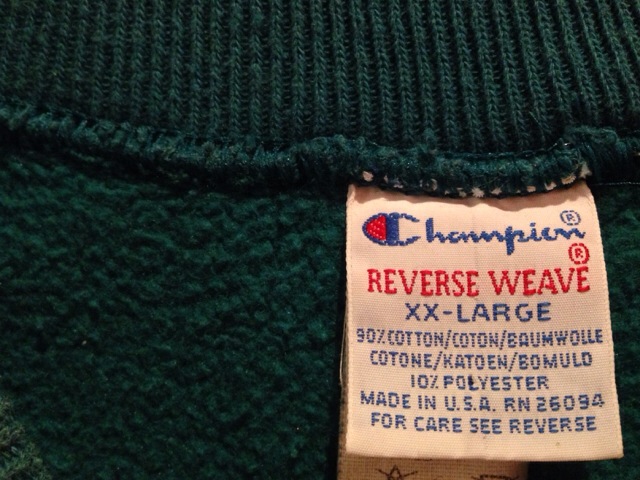 Champion®
®
REVERSE WEAVE
XX-LARGE
90% COTTON/COTON/BAUMWOLLE
COTONE/KATOEN/BOMULD
10% POLYESTER
MADE IN U.S.A. RN 26094
FOR CARE SEE REVERSE